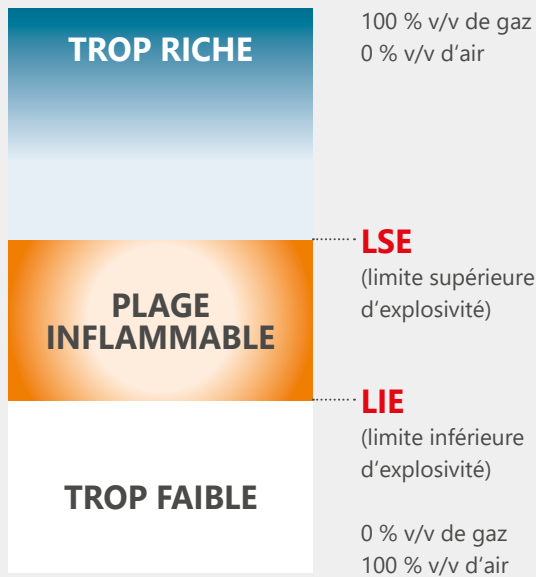 TROP RICHE
100 % v/v de gaz
0 % v/v d‘air
LSE
(limite supérieure
d‘explosivité)
PLAGE
INFLAMMABLE
LIE
(limite inférieure
d‘explosivité)
TROP FAIBLE
0 % v/v de gaz
100 % v/v d‘air